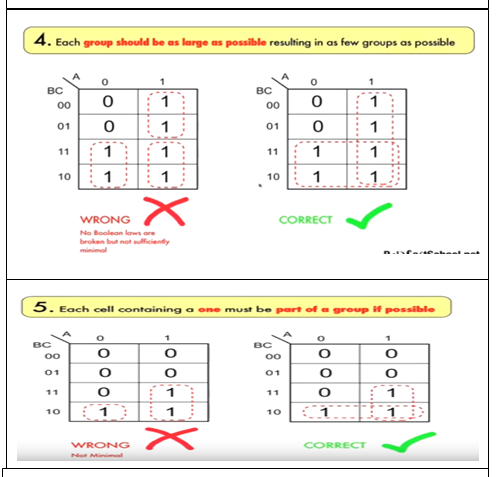 4. Each group should be as large as possible resulting in as few groups as possible
A 0 1 A 0 1
BC BC
00 0 1 00 0 1
01 0 1 01 0 1
11 1 1 11 1 1
10 1 1 10 1 1
WRONG CORRECT
No Boolean laws are
broken but not sufficiently
minimal
5. Each cell containing a one must be part of a group if possible
A 0 1 A 0 1
BC BC
00 0 0 00 0 0
01 0 0 01 0 0
11 0 1 11 0 1
10 1 1 10 1 1
WRONG CORRECT
Not Minimal